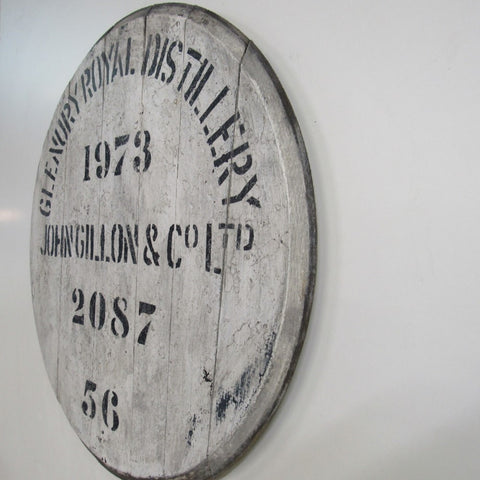 GLENURY ROYAL DISTILLERY
1973
JOHN GILLON & Cº LTD
2087
56